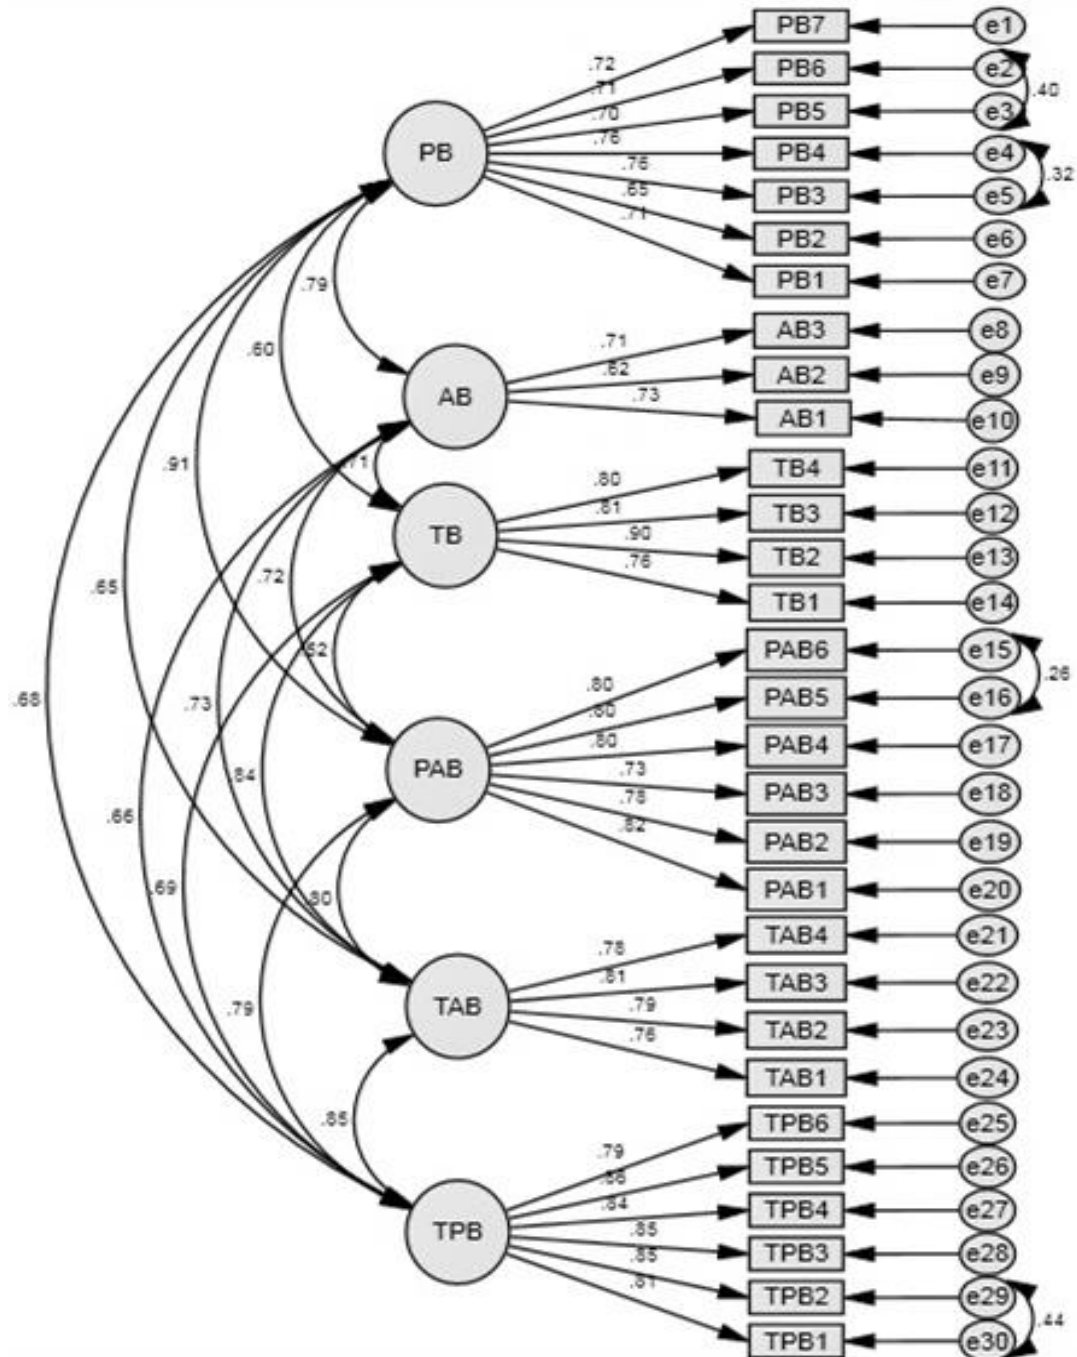 PB7 e1
.72
PB6 e2
.71
.40
PB5 e3
.70
.76
PB PB4 e4
.76
.32
PB3 e5
.65
.71
PB2 e6
PB1 e7
.79
AB3 e8
.71
.60
.62
AB2 e9
.73
AB AB1 e10
.91
.71
TB4 e11
.80
.81
TB3 e12
.90
TB
TB2 e13
.76
.72
.65
TB1 e14
.52
PAB6 e15
.26
.80
.68
PAB5 e16
.73
.80
.80
PAB4 e17
PAB
.84
.73
PAB3 e18
.78
.66
.82
PAB2 e19
.69
.80
PAB1 e20
TAB4 e21
.78
.81
TAB3 e22
.79
TAB
.79
TAB2 e23
.76
TAB1 e24
.85
TPB6 e25
.79
TPB5 e26
.84
TPB4 e27
TPB
.85
TPB3 e28
.85
.81
TPB2 e29
.44
TPB1 e30